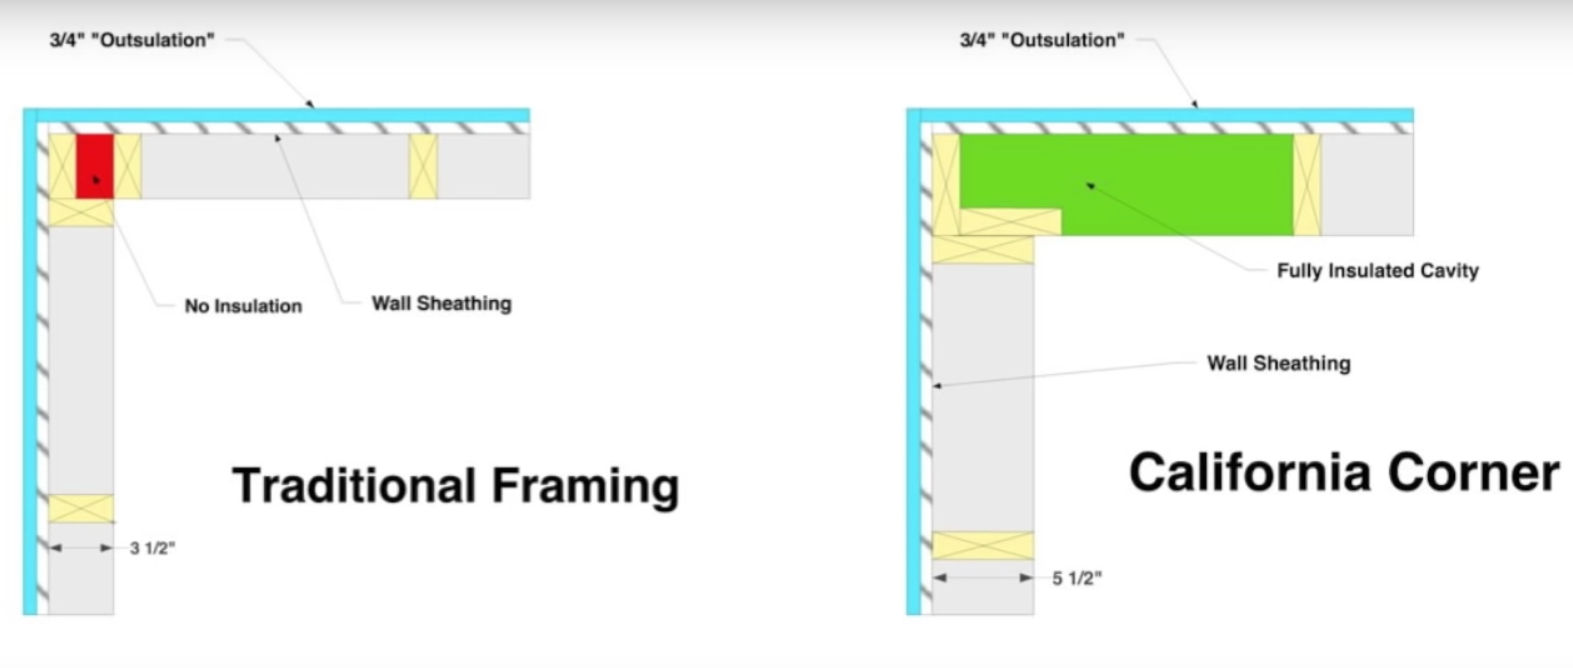 3/4" "Outsulation"
No Insulation
Wall Sheathing
Traditional Framing
3 1/2"
3/4" "Outsulation"
Fully Insulated Cavity
Wall Sheathing
California Corner
5 1/2"